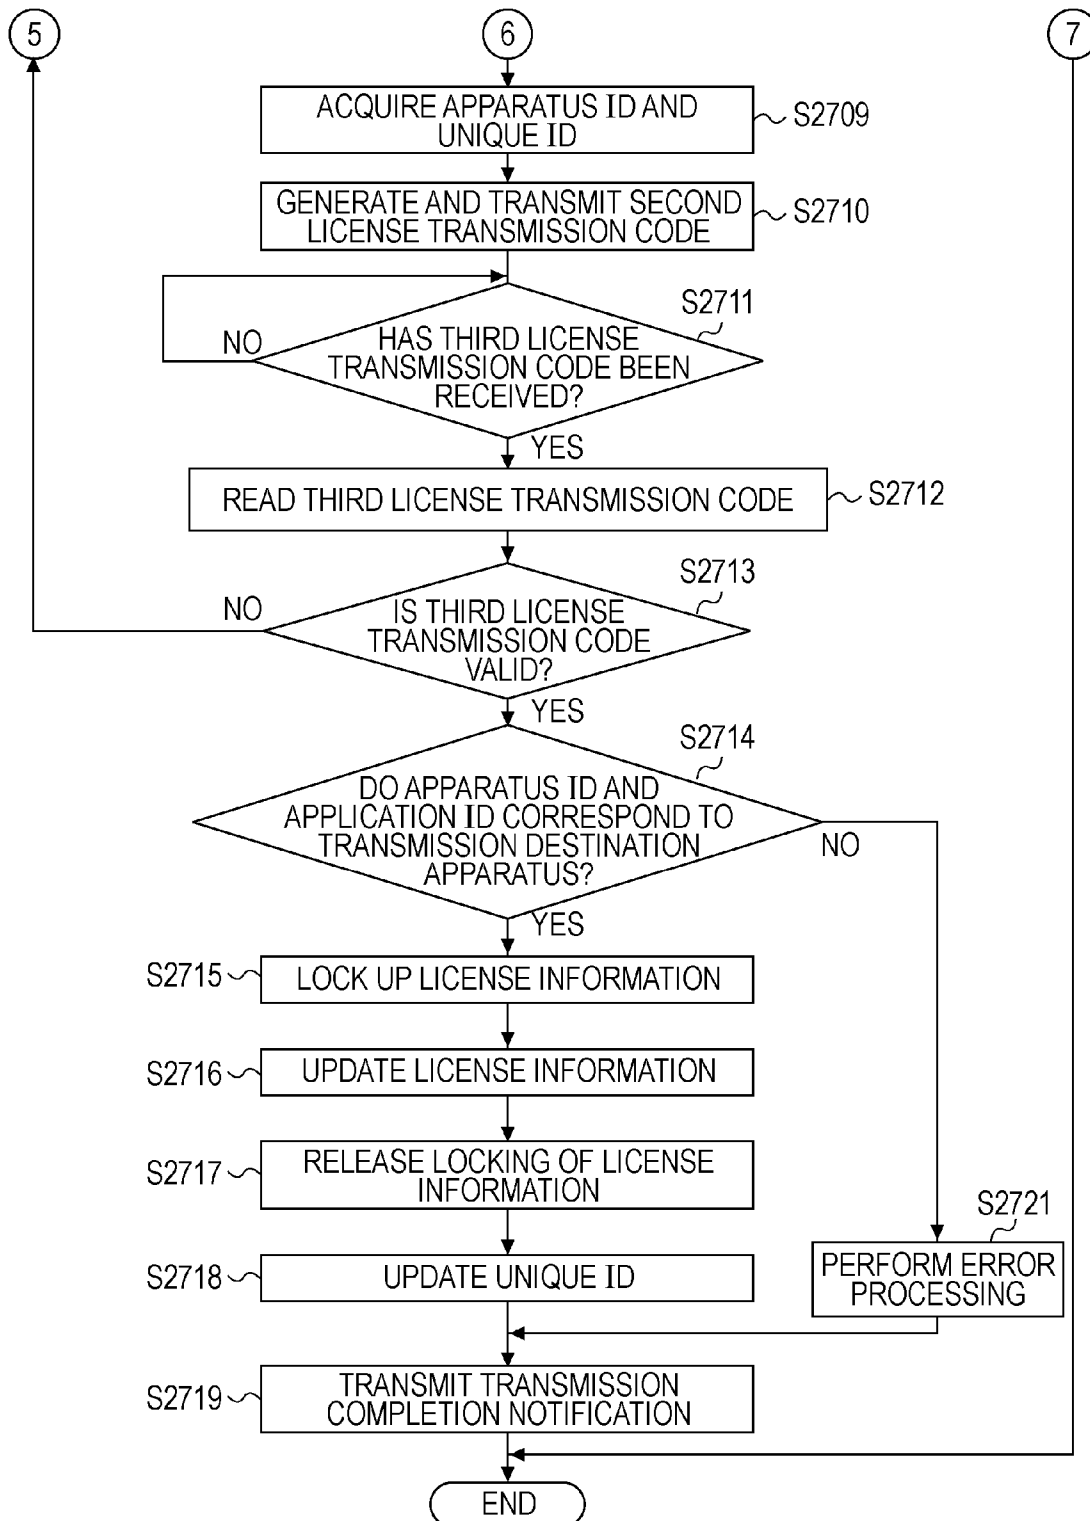 5
6
7
ACQUIRE APPARATUS ID AND
UNIQUE ID
S2709
GENERATE AND TRANSMIT SECOND
LICENSE TRANSMISSION CODE
S2710
S2711
NO
HAS THIRD LICENSE
TRANSMISSION CODE BEEN
RECEIVED?
YES
READ THIRD LICENSE TRANSMISSION CODE
S2712
S2713
NO
IS THIRD LICENSE
TRANSMISSION CODE
VALID?
YES
S2714
DO APPARATUS ID AND
APPLICATION ID CORRESPOND TO
TRANSMISSION DESTINATION
APPARATUS?
NO
YES
S2715
LOCK UP LICENSE INFORMATION
S2716
UPDATE LICENSE INFORMATION
S2717
RELEASE LOCKING OF LICENSE
INFORMATION
S2721
PERFORM ERROR
PROCESSING
S2718
UPDATE UNIQUE ID
S2719
TRANSMIT TRANSMISSION
COMPLETION NOTIFICATION
END